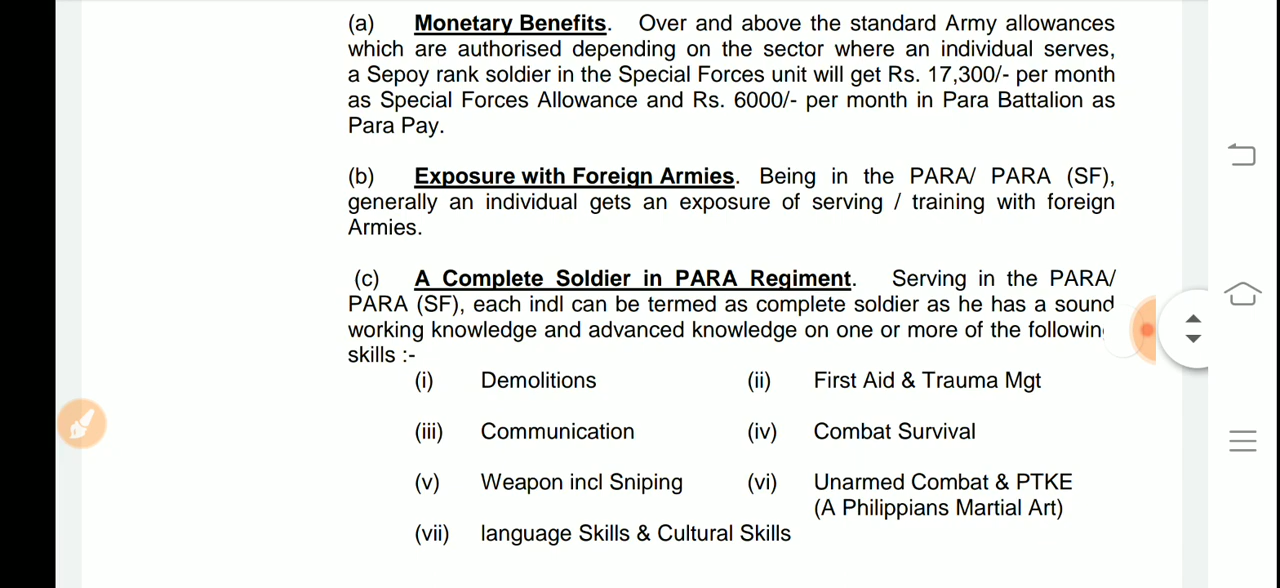 (a) Monetary Benefits. Over and above the standard Army allowances
which are authorised depending on the sector where an individual serves,
a Sepoy rank soldier in the Special Forces unit will get Rs. 17,300/- per month
as Special Forces Allowance and Rs. 6000/- per month in Para Battalion as
Para Pay.
(b) Exposure with Foreign Armies. Being in the PARA/ PARA (SF),
generally an individual gets an exposure of serving / training with foreign
Armies.
(c) A Complete Soldier in PARA Regiment. Serving in the PARA/
PARA (SF), each indl can be termed as complete soldier as he has a sound
working knowledge and advanced knowledge on one or more of the followin
skills :-
(i) Demolitions (ii) First Aid & Trauma Mgt
(iii) Communication (iv) Combat Survival
(v) Weapon incl Sniping (vi) Unarmed Combat & PTKE
(A Philippians Martial Art)
(vii) language Skills & Cultural Skills